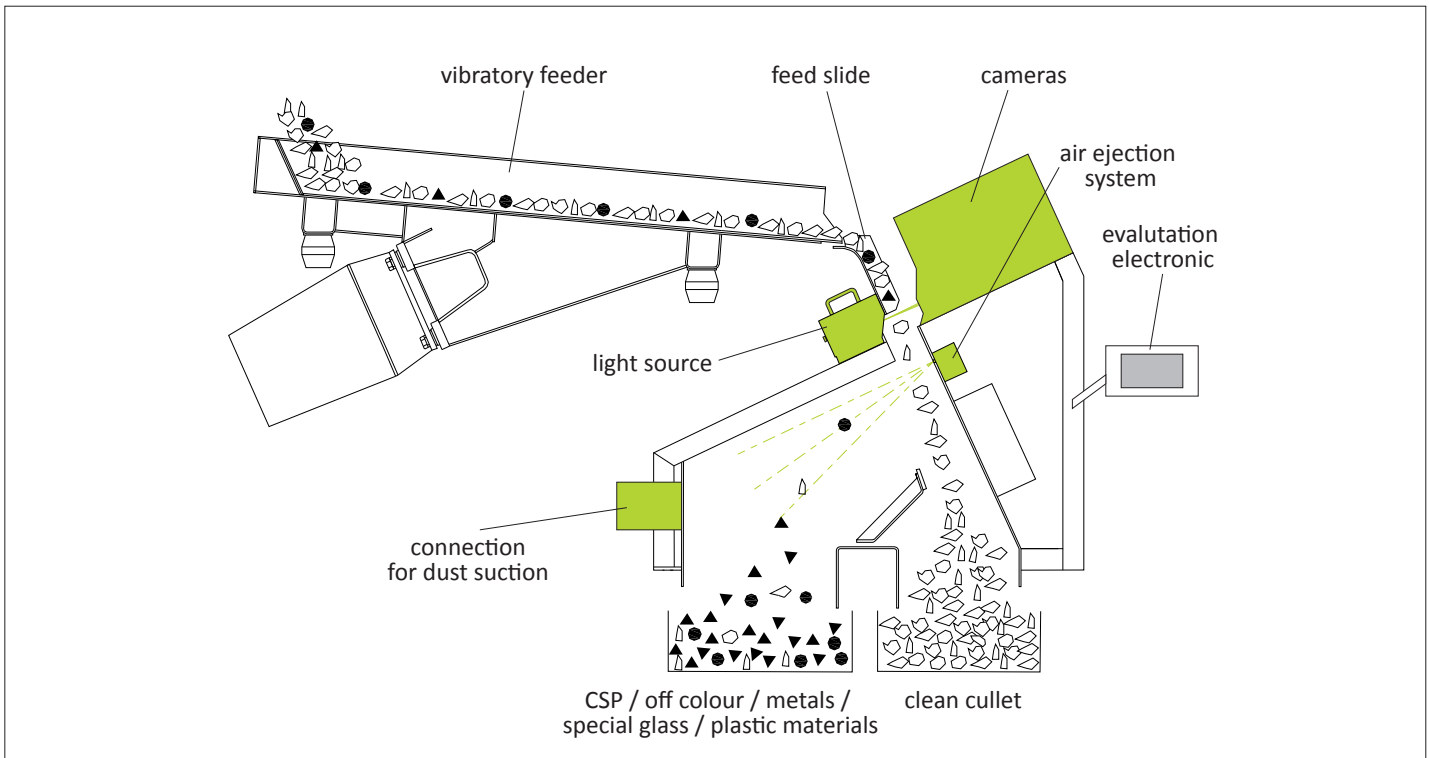 vibratory feeder
feed slide
cameras
air ejection
system
evalutation
electronic
light source
connection
for dust suction
CSP / off colour / metals /
special glass / plastic materials
clean cullet